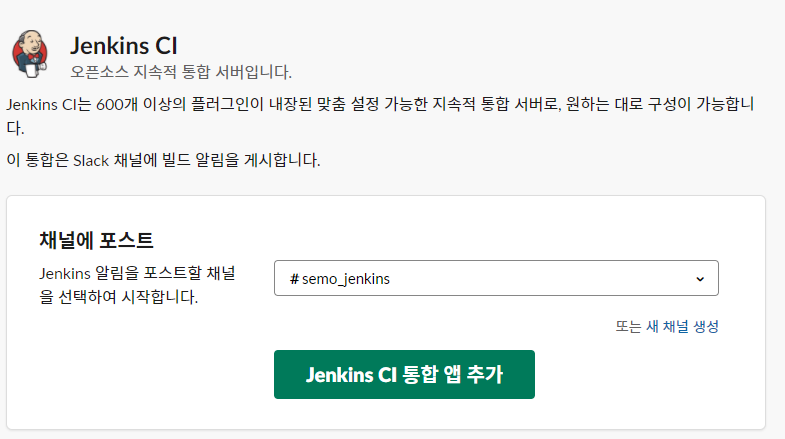 Jenkins CI
오픈소스 지속적 통합 서버입니다.
Jenkins CI는 600개 이상의 플러그인이 내장된 맞춤 설정 가능한 지속적 통합 서버로, 원하는 대로 구성이 가능합니
다.
이 통합은 Slack 채널에 빌드 알림을 게시합니다.
채널에 포스트
Jenkins 알림을 포스트할 채널
을 선택하여 시작합니다.
# semo_jenkins
또는 새 채널 생성
Jenkins CI 통합 앱 추가